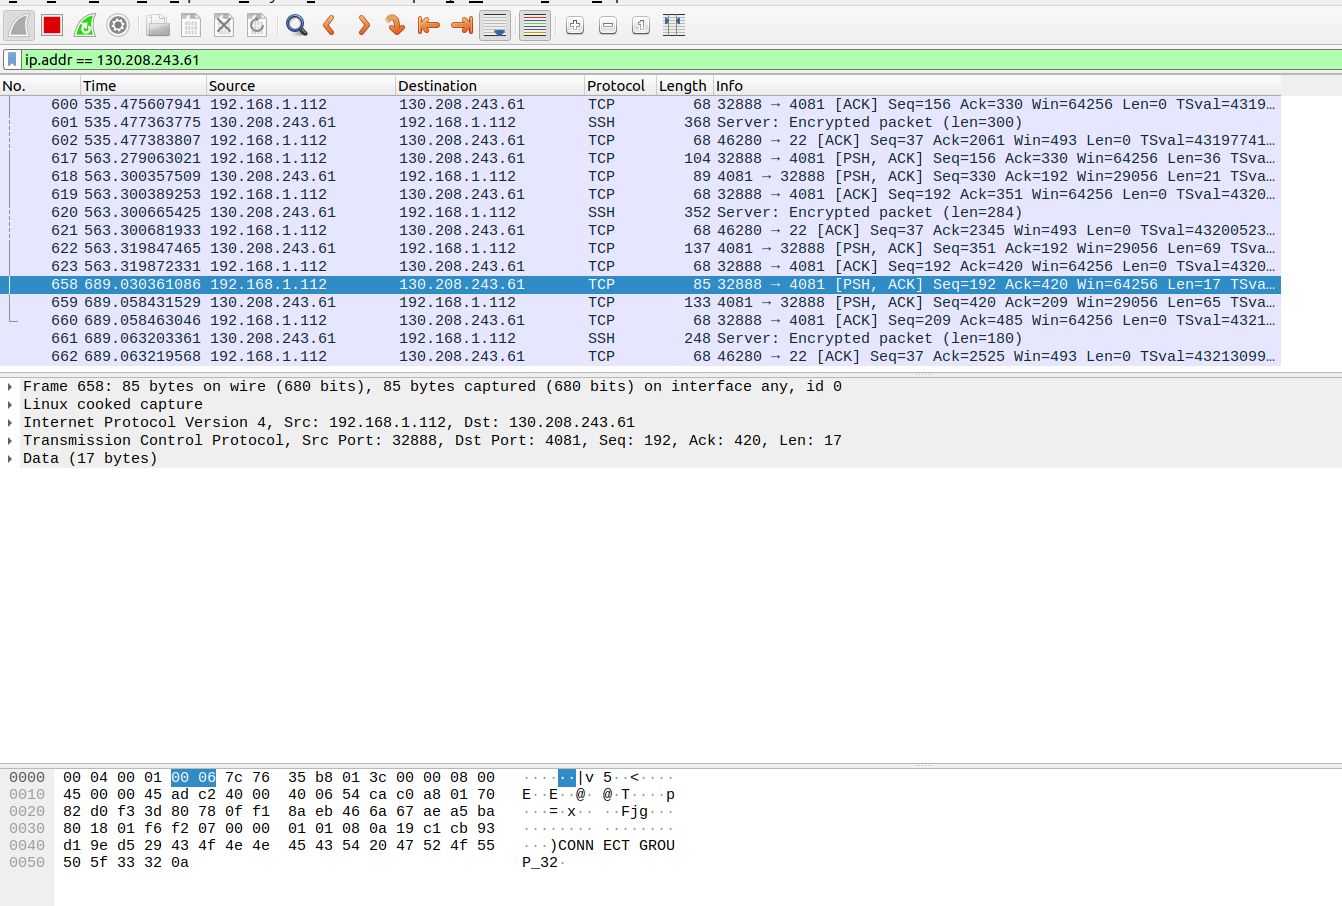 ip.addr == 130.208.243.61
No. Time Source Destination Protocol Length Info
600 535.475607941 192.168.1.112 130.208.243.61 TCP 68 32888 → 4081 [ACK] Seq=156 Ack=330 Win=64256 Len=0 TSval=4319…
601 535.477363775 130.208.243.61 192.168.1.112 SSH 368 Server: Encrypted packet (len=300)
602 535.477383807 192.168.1.112 130.208.243.61 TCP 68 46280 → 22 [ACK] Seq=37 Ack=2061 Win=493 Len=0 TSval=43197741…
617 563.279063021 192.168.1.112 130.208.243.61 TCP 104 32888 → 4081 [PSH, ACK] Seq=156 Ack=330 Win=64256 Len=36 TSva…
618 563.300357509 130.208.243.61 192.168.1.112 TCP 89 4081 → 32888 [PSH, ACK] Seq=330 Ack=192 Win=29056 Len=21 TSva…
619 563.300389253 192.168.1.112 130.208.243.61 TCP 68 32888 → 4081 [ACK] Seq=192 Ack=351 Win=64256 Len=0 TSval=4320…
620 563.300665425 130.208.243.61 192.168.1.112 SSH 352 Server: Encrypted packet (len=284)
621 563.300681933 192.168.1.112 130.208.243.61 TCP 68 46280 → 22 [ACK] Seq=37 Ack=2345 Win=493 Len=0 TSval=43200523…
622 563.319847465 130.208.243.61 192.168.1.112 TCP 137 4081 → 32888 [PSH, ACK] Seq=351 Ack=192 Win=29056 Len=69 TSva…
623 563.319872331 192.168.1.112 130.208.243.61 TCP 68 32888 → 4081 [ACK] Seq=192 Ack=420 Win=64256 Len=0 TSval=4320…
658 689.030361086 192.168.1.112 130.208.243.61 TCP 85 32888 → 4081 [PSH, ACK] Seq=192 Ack=420 Win=64256 Len=17 TSva…
659 689.058431529 130.208.243.61 192.168.1.112 TCP 133 4081 → 32888 [PSH, ACK] Seq=420 Ack=209 Win=29056 Len=65 TSva…
660 689.058463046 192.168.1.112 130.208.243.61 TCP 68 32888 → 4081 [ACK] Seq=209 Ack=485 Win=64256 Len=0 TSval=4321…
661 689.063203361 130.208.243.61 192.168.1.112 SSH 248 Server: Encrypted packet (len=180)
662 689.063219568 192.168.1.112 130.208.243.61 TCP 68 46280 → 22 [ACK] Seq=37 Ack=2525 Win=493 Len=0 TSval=43213099…
Frame 658: 85 bytes on wire (680 bits), 85 bytes captured (680 bits) on interface any, id 0
Linux cooked capture
Internet Protocol Version 4, Src: 192.168.1.112, Dst: 130.208.243.61
Transmission Control Protocol, Src Port: 32888, Dst Port: 4081, Seq: 192, Ack: 420, Len: 17
Data (17 bytes)
0000 00 04 00 01 00 06 7c 76 35 b8 01 3c 00 00 08 00 ······|v 5··<····
0010 45 00 00 45 ad c2 40 00 40 06 54 ca c0 a8 01 70 E··E··@· @·T····p
0020 82 d0 f3 3d 80 78 0f f1 8a eb 46 6a 67 ae a5 ba ···=·x·· ··Fjg···
0030 80 18 01 f6 f2 07 00 00 01 01 08 0a 19 c1 cb 93 ········ ········
0040 d1 9e d5 29 43 4f 4e 4e 45 43 54 20 47 52 4f 55 ···)CONN ECT GROU
0050 50 5f 33 32 0a P_32·